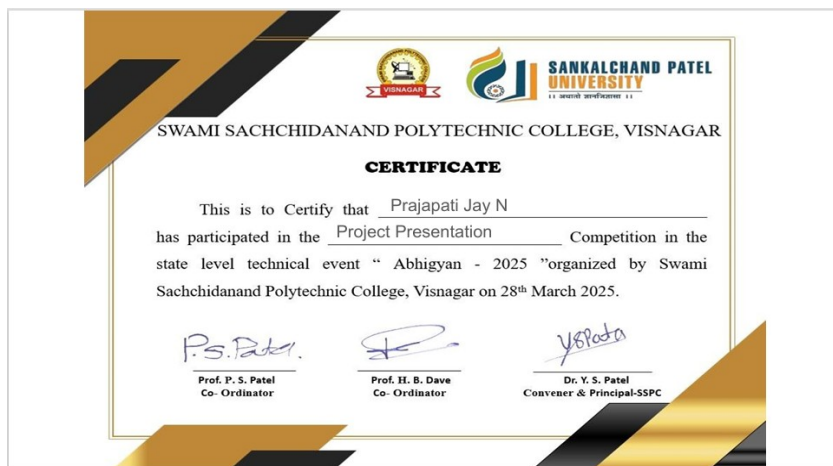 VISNAGAR
SANKALCHAND PATEL
UNIVERSITY
।। अथातो ज्ञानजिज्ञासा ।।
SWAMI SACHCHIDANAND POLYTECHNIC COLLEGE, VISNAGAR
CERTIFICATE
This is to Certify that Prajapati Jay N
has participated in the Project Presentation Competition in the
state level technical event “ Abhigyan - 2025 ”organized by Swami
Sachchidanand Polytechnic College, Visnagar on 28th March 2025.
P.S.Patel. YSPatel
Prof. P. S. Patel Prof. H. B. Dave Dr. Y. S. Patel
Co- Ordinator Co- Ordinator Convener & Principal-SSPC